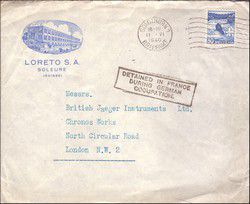 LORETO S.A.
SOLEURE
(SUISSE)
1940
DETAINED IN FRANCE
DURING GERMAN
OCCUPATION.
Messrs.
British Jaeger Instruments Ltd.
Chronos Works
North Circular Road
London N.W. 2